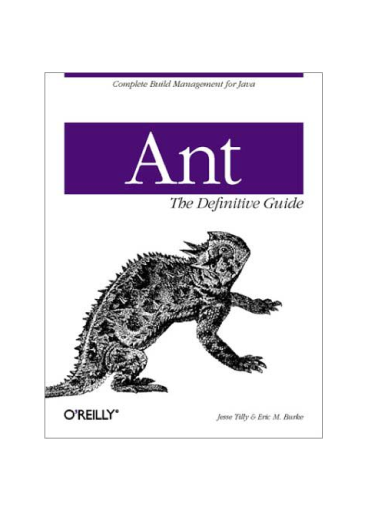 Complete Build Management for Java
Ant
The Definitive Guide
O'REILLY®
Jesse Tilly & Eric M. Burke